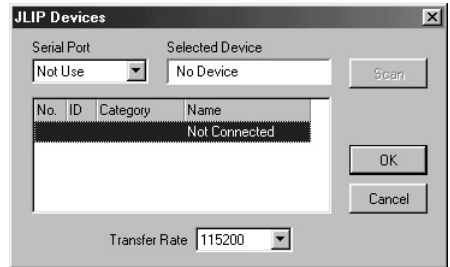 JLIP Devices
Serial Port Selected Device
Not Use No Device Scan
No. ID Category Name
Not Connected
OK
Cancel
Transfer Rate 115200